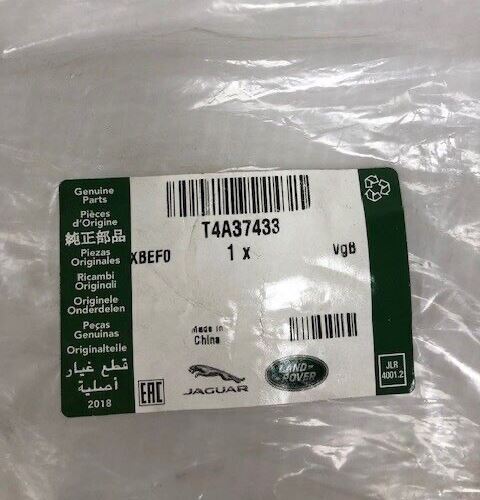 Genuine
Parts
Pièces
d'Origine
純正部品
Piezas
Originales
Ricambi
Originali
Originele
Onderdelen
Peças
Genuinas
Originalteile
قطع غيار
أصلية
2018
T4A37433
XBEF0
1 x
VgB
Made in
China
EAC
JAGUAR
LAND-
ROVER
JLR
4001.2